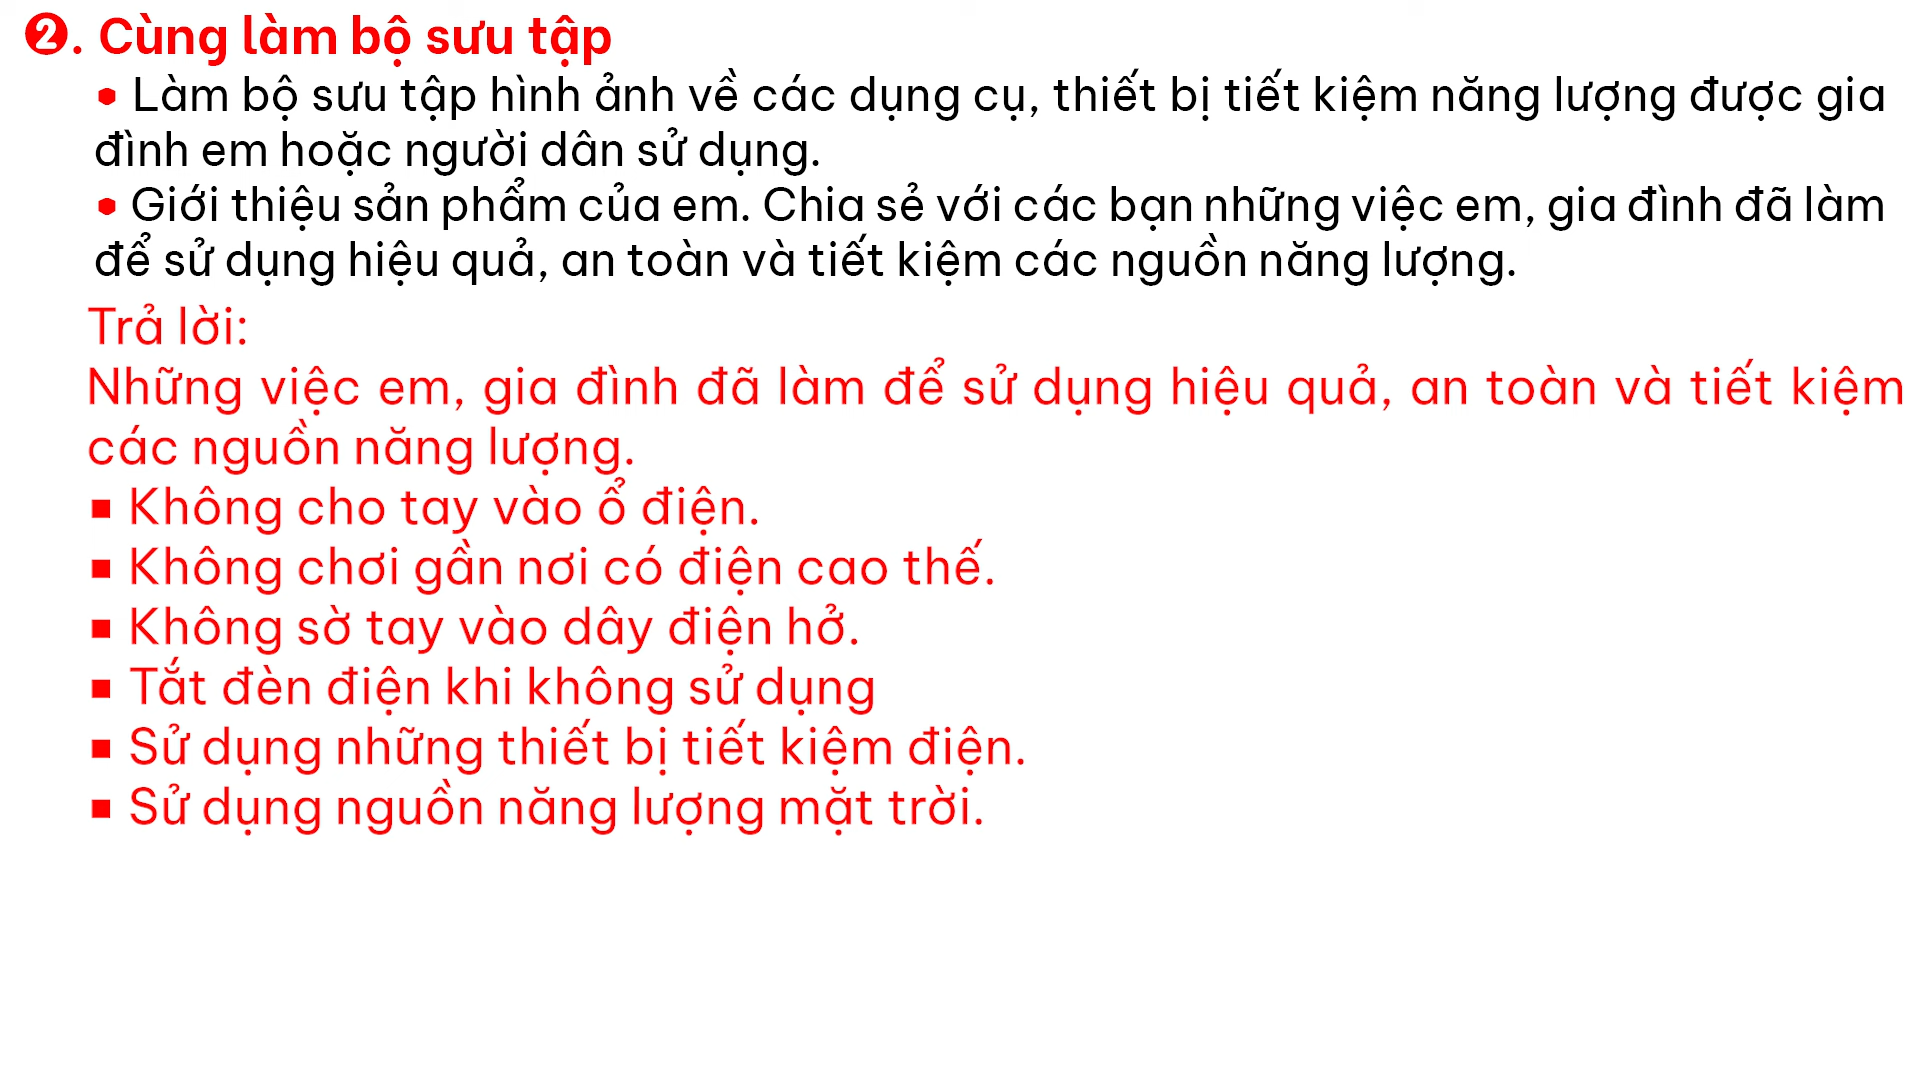 ❷. Cùng làm bộ sưu tập
• Làm bộ sưu tập hình ảnh về các dụng cụ, thiết bị tiết kiệm năng lượng được gia
đình em hoặc người dân sử dụng.
• Giới thiệu sản phẩm của em. Chia sẻ với các bạn những việc em, gia đình đã làm
để sử dụng hiệu quả, an toàn và tiết kiệm các nguồn năng lượng.
Trả lời:
Những việc em, gia đình đã làm để sử dụng hiệu quả, an toàn và tiết kiệm
các nguồn năng lượng.
▪ Không cho tay vào ổ điện.
▪ Không chơi gần nơi có điện cao thế.
▪ Không sờ tay vào dây điện hở.
▪ Tắt đèn điện khi không sử dụng
▪ Sử dụng những thiết bị tiết kiệm điện.
▪ Sử dụng nguồn năng lượng mặt trời.